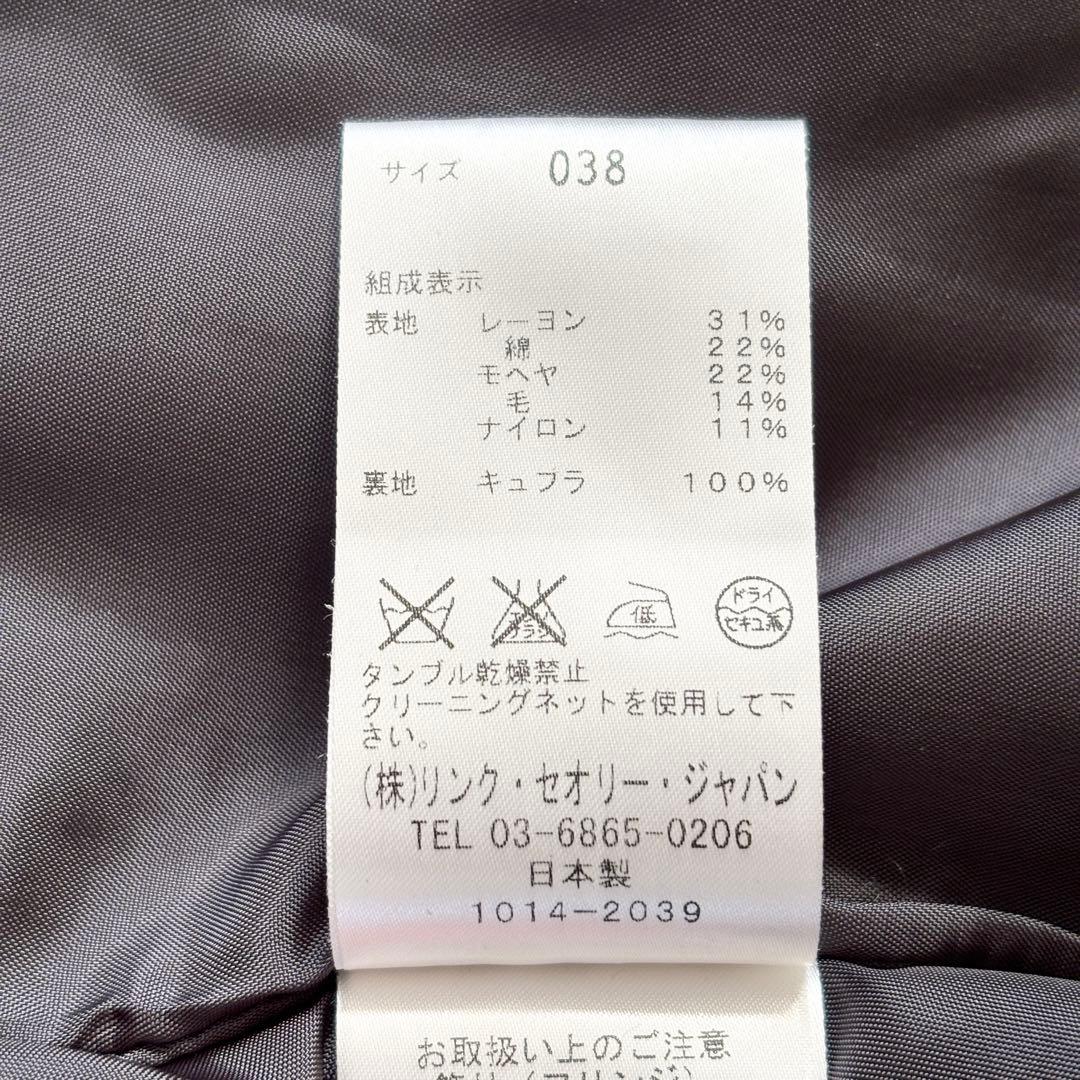 サイズ 038
組成表示
表地 レーヨン 31%
綿 22%
モヘヤ 22%
毛 14%
ナイロン 11%
裏地 キュプラ 100%
低 ドライ
セキユ系
タンブル乾燥禁止
クリーニングネットを使用して下
さい。
(株)リンク・セオリー・ジャパン
TEL 03-6865-0206
日本製
1014-2039
お取扱い上のご注意